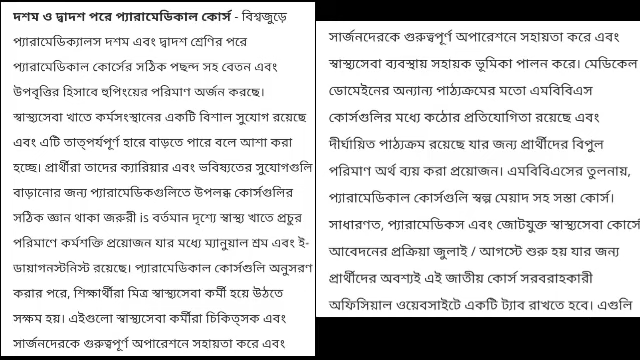 দশম ও দ্বাদশ পরে প্যারামেডিকাল কোর্স - বিশ্বজুড়ে
প্যারামেডিক্যালস দশম এবং দ্বাদশ শ্রেণির পরে
প্যারামেডিকাল কোর্সের সঠিক পছন্দ সহ বেতন এবং
উপবৃত্তির হিসাবে হুপিংয়ের পরিমাণ অর্জন করছে।
স্বাস্থ্যসেবা খাতে কর্মসংস্থানের একটি বিশাল সুযোগ রয়েছে
এবং এটি তাত্পর্যপূর্ণ হারে বাড়তে পারে বলে আশা করা
হচ্ছে। প্রার্থীরা তাদের ক্যারিয়ার এবং ভবিষ্যতের সুযোগগুলি
বাড়ানোর জন্য প্যারামেডিকগুলিতে উপলব্ধ কোর্সগুলির
সঠিক জ্ঞান থাকা জরুরী is বর্তমান দৃশ্যে স্বাস্থ্য খাতে প্রচুর
পরিমাণে কর্মশক্তি প্রয়োজন যার মধ্যে ম্যানুয়াল শ্রম এবং ই-
ডায়াগনস্টনিস্ট রয়েছে। প্যারামেডিকাল কোর্সগুলি অনুসরণ
করার পরে, শিক্ষার্থীরা মিত্র স্বাস্থ্যসেবা কর্মী হয়ে উঠতে
সক্ষম হয়। এইগুলো স্বাস্থ্যসেবা কর্মীরা চিকিত্সক এবং
সার্জনদেরকে গুরুত্বপূর্ণ অপারেশনে সহায়তা করে এবং
সার্জনদেরকে গুরুত্বপূর্ণ অপারেশনে সহায়তা করে এবং
স্বাস্থ্যসেবা ব্যবস্থায় সহায়ক ভূমিকা পালন করে। মেডিকেল
ডোমেইনের অন্যান্য পাঠ্যক্রমের মতো এমবিবিএস
কোর্সগুলির মধ্যে কঠোর প্রতিযোগিতা রয়েছে এবং
দীর্ঘায়িত পাঠ্যক্রম রয়েছে যার জন্য প্রার্থীদের বিপুল
পরিমাণ অর্থ ব্যয় করা প্রয়োজন। এমবিবিএসের তুলনায়,
প্যারামেডিকাল কোর্সগুলি স্বল্প মেয়াদ সহ সস্তা কোর্স।
সাধারণত, প্যারামেডিকস এবং জোটযুক্ত স্বাস্থ্যসেবা কোর্সে
আবেদনের প্রক্রিয়া জুলাই / আগস্টে শুরু হয় যার জন্য
প্রার্থীদের অবশ্যই এই জাতীয় কোর্স সরবরাহকারী
অফিসিয়াল ওয়েবসাইটে একটি ট্যাব রাখতে হবে। এগুলি